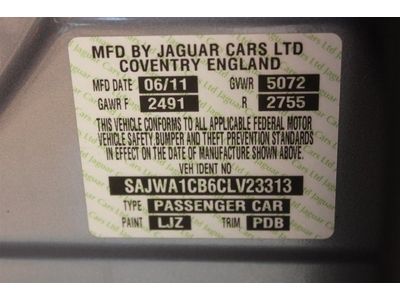 MFD BY JAGUAR CARS LTD
COVENTRY ENGLAND
MFD DATE 06/11 GVWR 5072
GAWR F 2491 R 2755
THIS VEHICLE CONFORMS TO ALL APPLICABLE FEDERAL MOTOR
VEHICLE SAFETY,BUMPER AND THEFT PREVENTION STANDARDS
IN EFFECT ON THE DATE OF MANUFACTURE SHOWN ABOVE.
VEH IDENT NO
SAJWA1CB6CLV23313
TYPE PASSENGER CAR
PAINT LJZ TRIM PDB